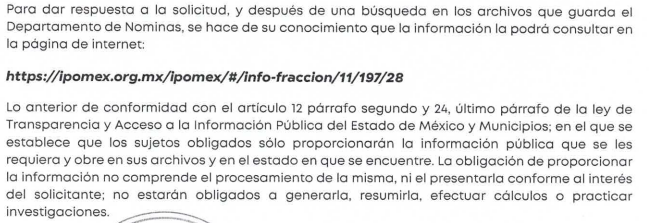 Para dar respuesta a la solicitud, y después de una búsqueda en los archivos que guarda el
Departamento de Nominas, se hace de su conocimiento que la información la podrá consultar en
la página de internet:
https://ipomex.org.mx/ipomex/#/info-fraccion/11/197/28
Lo anterior de conformidad con el artículo 12 párrafo segundo y 24, último párrafo de la ley de
Transparencia y Acceso a la Información Pública del Estado de México y Municipios; en el que se
establece que los sujetos obligados sólo proporcionarán la información pública que se les
requiera y obre en sus archivos y en el estado en que se encuentre. La obligación de proporcionar
la información no comprende el procesamiento de la misma, ni el presentarla conforme al interés
del solicitante; no estarán obligados a generarla, resumirla, efectuar cálculos o practicar
investigaciones.